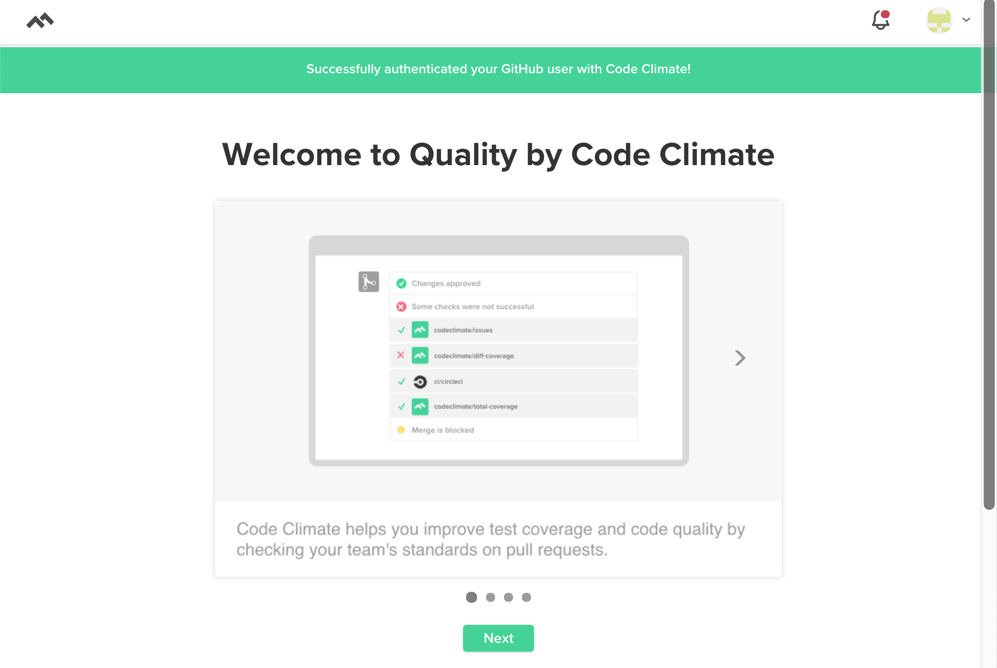 Successfully authenticated your GitHub user with Code Climate!
Welcome to Quality by Code Climate
Changes approved
Some checks were not successful
codeclimate/issues
codeclimate/diff-coverage
ci/circleci
codeclimate/total-coverage
Merge is blocked
Code Climate helps you improve test coverage and code quality by
checking your team's standards on pull requests.
Next